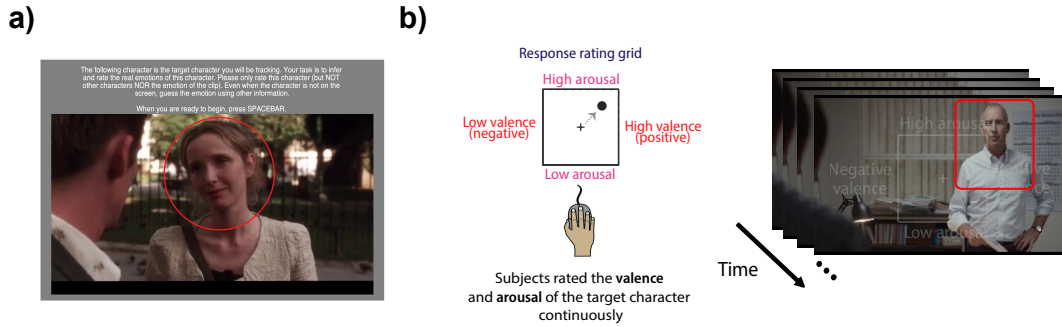 a)
The following character is the target character you will be tracking. Your task is to infer
and rate the real emotions of this character. Please only rate this character (but NOT
other characters NOR the emotion of the clip). Even when the character is not on the
screen, guess the emotion using other information.
When you are ready to begin, press SPACEBAR.
b)
Response rating grid
High arousal
Low valence
(negative)
High valence
(positive)
Low arousal
Subjects rated the valence
and arousal of the target character
continuously
High arousal
Negative
valence
Low
Time